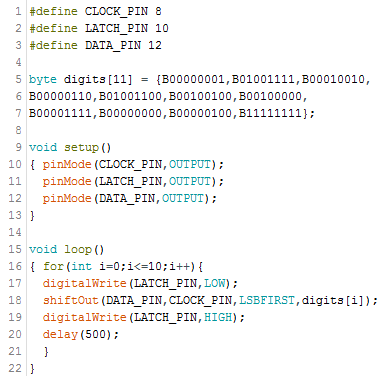 1 #define CLOCK_PIN 8
2 #define LATCH_PIN 10
3 #define DATA_PIN 12
4
5 byte digits[11] = {B00000001,B01001111,B00010010,
6 B00000110,B01001100,B00100100,B00100000,
7 B00001111,B00000000,B00000100,B11111111};
8
9 void setup()
10 { pinMode(CLOCK_PIN,OUTPUT);
11   pinMode(LATCH_PIN,OUTPUT);
12   pinMode(DATA_PIN,OUTPUT);
13 }
14
15 void loop()
16 { for(int i=0;i<=10;i++){
17   digitalWrite(LATCH_PIN,LOW);
18   shiftOut(DATA_PIN,CLOCK_PIN,LSBFIRST,digits[i]);
19   digitalWrite(LATCH_PIN,HIGH);
20   delay(500);
21   }
22 }